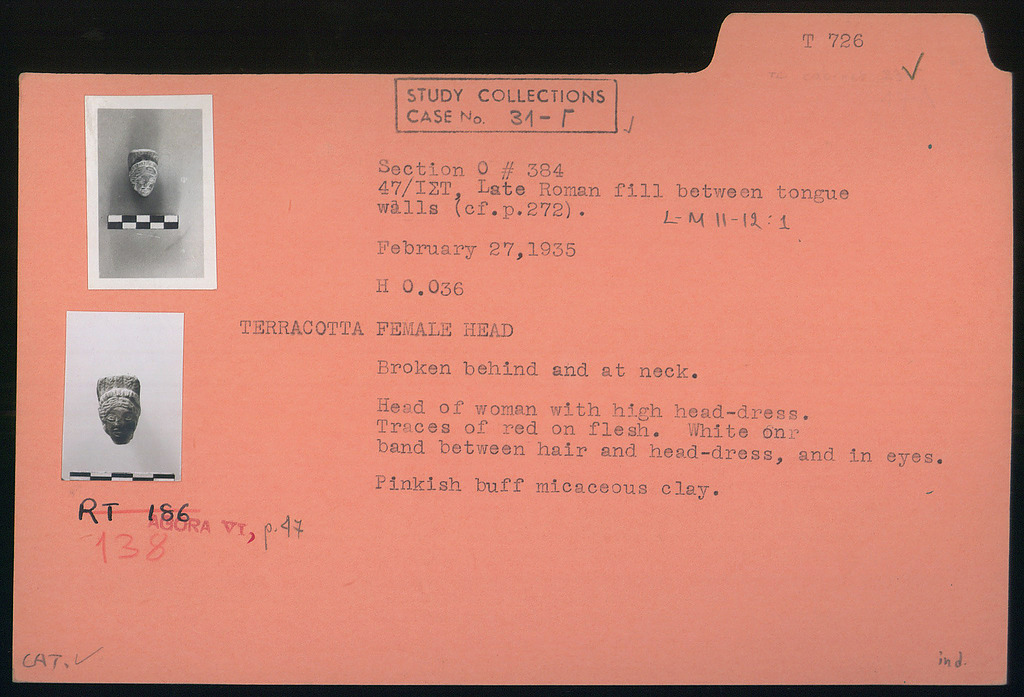 T 726 ✓
STUDY COLLECTIONS
CASE No. 31-Γ ✓
Section O # 384
47/ΙΣΤ, Late Roman fill between tongue
walls (cf.p.272).
L-M 11-12:1
February 27,1935
H 0.036
TERRACOTTA FEMALE HEAD
Broken behind and at neck.
Head of woman with high head-dress.
Traces of red on flesh. White onr
band between hair and head-dress, and in eyes.
Pinkish buff micaceous clay.
RT 186
AGORA VI, p.47
138
CAT. ✓
ind.